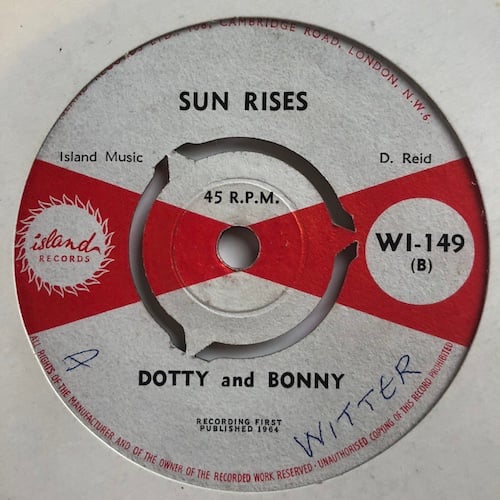 CAMBRIDGE ROAD, LONDON, N.W.6.
SUN RISES
Island Music
D. Reid
45 R.P.M.
island
RECORDS
WI-149
(B)
DOTTY and BONNY
RECORDING FIRST
PUBLISHED 1964
WITTER
ALL RIGHTS OF THE MANUFACTURER AND OF THE OWNER OF THE RECORDED WORK RESERVED - UNAUTHORISED COPYING OF THIS RECORD PROHIBITED